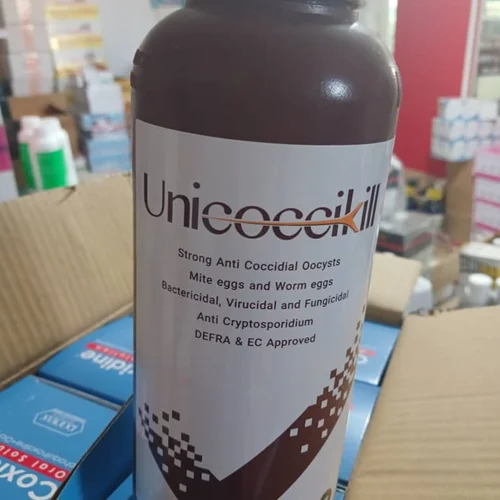 Unicoccikill
Strong Anti Coccidial Oocysts
Mite eggs and Worm eggs
Bactericidal, Virucidal and Fungicidal
Anti Cryptosporidium
DEFRA & EC Approved